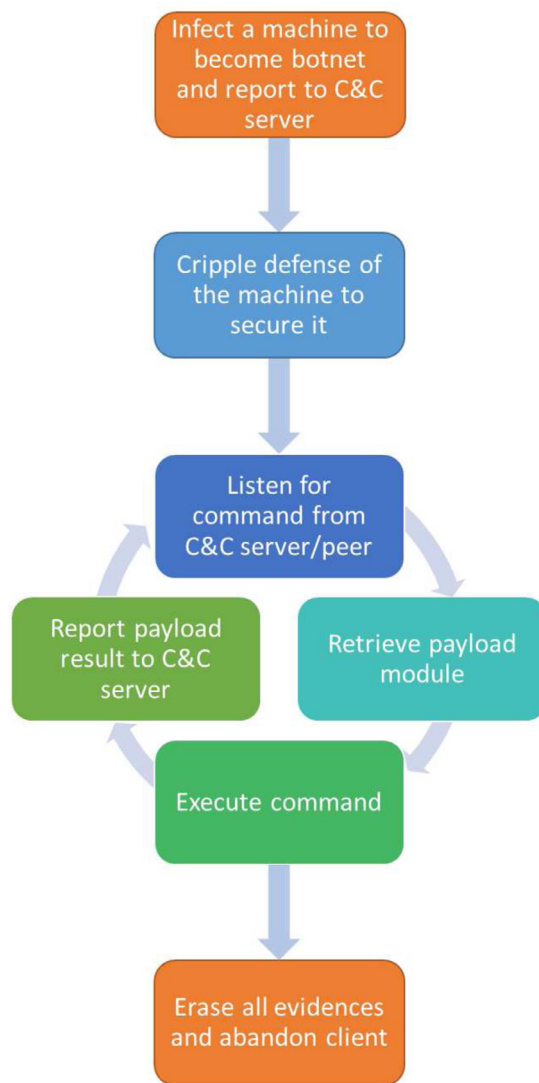 Infect a machine to
become botnet
and report to C&C
server
Cripple defense of
the machine to
secure it
Listen for
command from
C&C server/peer
Report payload
result to C&C
server
Retrieve payload
module
Execute command
Erase all evidences
and abandon client